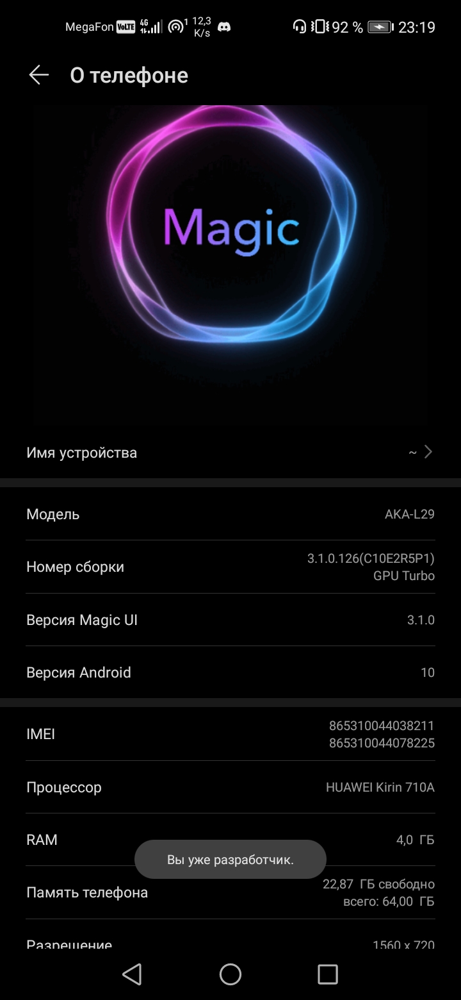 MegaFon VoLTE 4G 1 12,3 K/s 92 % 23:19
О телефоне
Magic
Имя устройства ~
Модель AKA-L29
Номер сборки 3.1.0.126(C10E2R5P1)
GPU Turbo
Версия Magic UI 3.1.0
Версия Android 10
IMEI 865310044038211
865310044078225
Процессор HUAWEI Kirin 710A
RAM 4,0 ГБ
Вы уже разработчик.
Память телефона 22,87 ГБ свободно
всего: 64,00 ГБ
Разрешение 1560 x 720